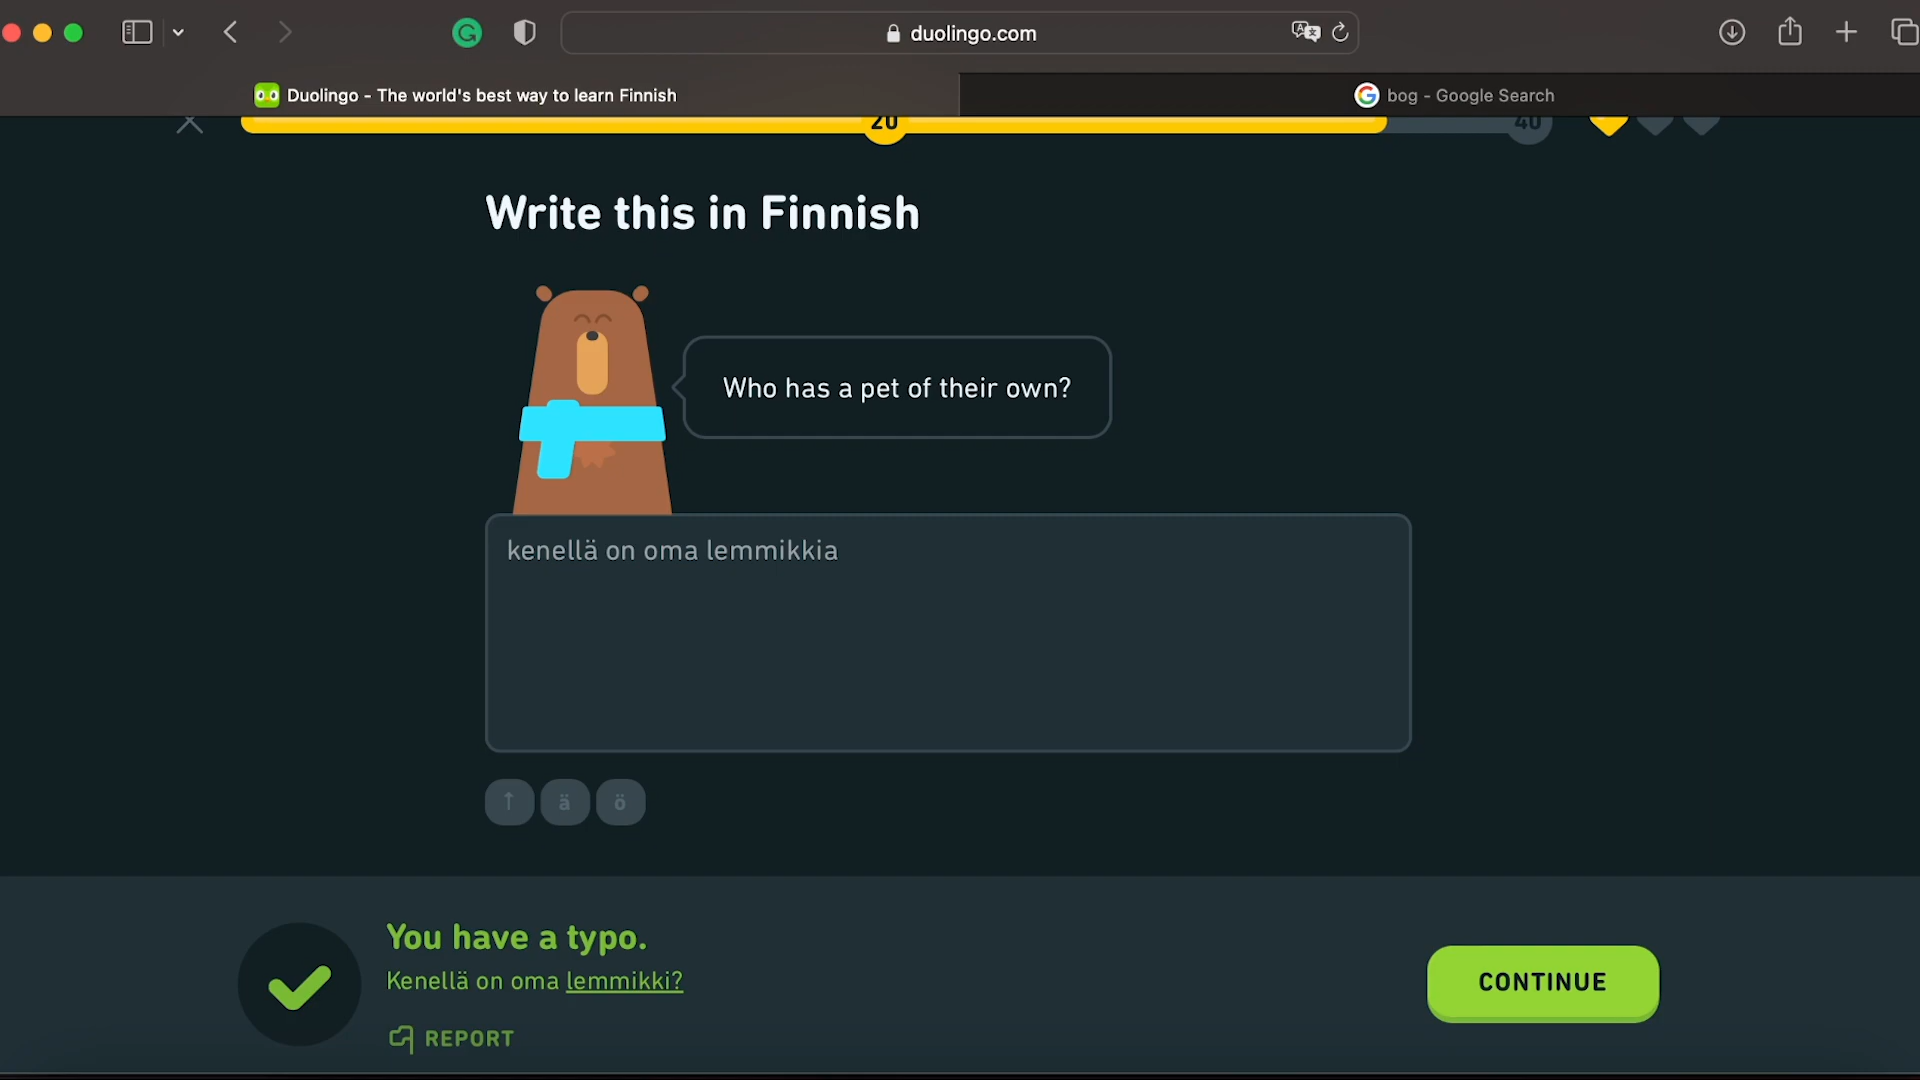 duolingo.com
Duolingo - The world's best way to learn Finnish
bog - Google Search
20
40
Write this in Finnish
Who has a pet of their own?
kenellä on oma lemmikkia
↑ ä ö
You have a typo.
Kenellä on oma lemmikki?
REPORT
CONTINUE